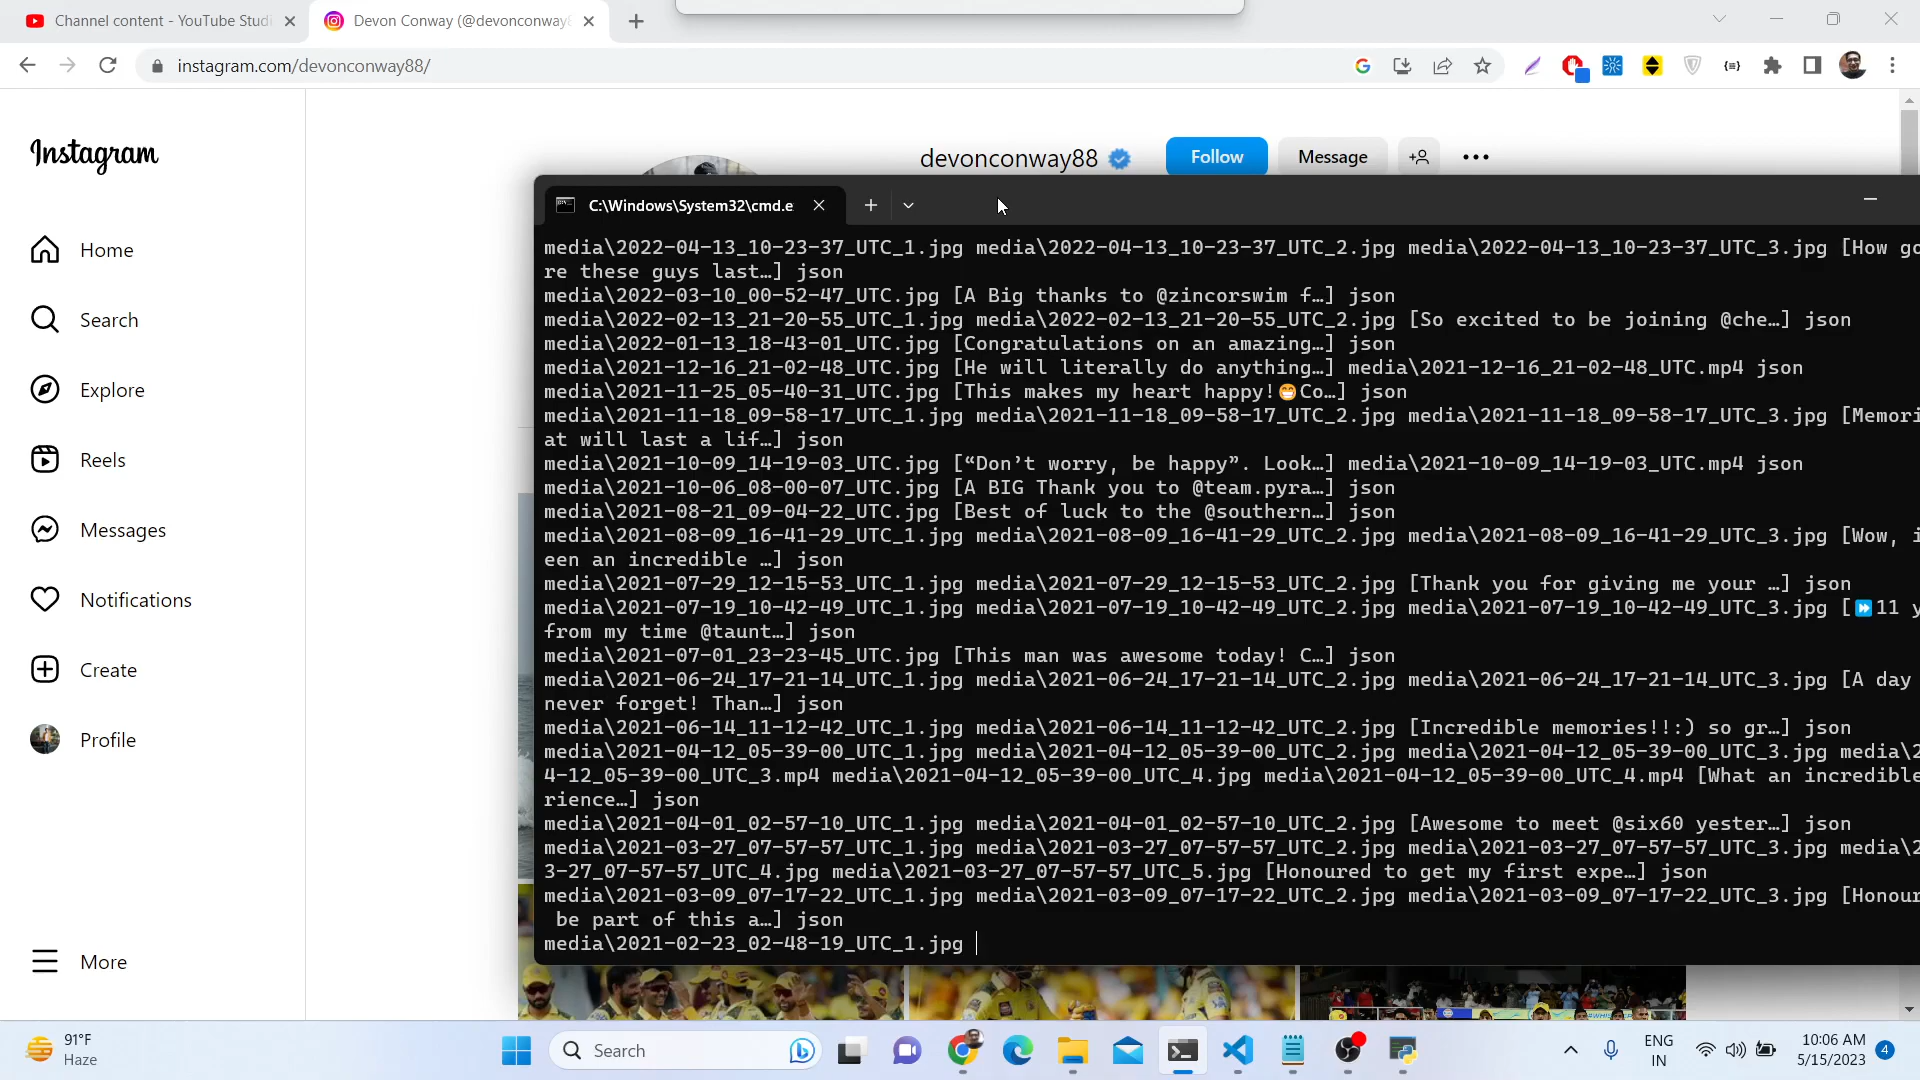 Channel content - YouTube Studi
Devon Conway (@devonconway
instagram.com/devonconway88/
Instagram
devonconway88
Follow
Message
Home
Search
Explore
Reels
Messages
Notifications
Create
Profile
More
C:\Windows\System32\cmd.e
media\2022-04-13_10-23-37_UTC_1.jpg media\2022-04-13_10-23-37_UTC_2.jpg media\2022-04-13_10-23-37_UTC_3.jpg [How go
re these guys last…] json
media\2022-03-10_00-52-47_UTC.jpg [A Big thanks to @zincorswim f…] json
media\2022-02-13_21-20-55_UTC_1.jpg media\2022-02-13_21-20-55_UTC_2.jpg [So excited to be joining @che…] json
media\2022-01-13_18-43-01_UTC.jpg [Congratulations on an amazing…] json
media\2021-12-16_21-02-48_UTC.jpg [He will literally do anything…] media\2021-12-16_21-02-48_UTC.mp4 json
media\2021-11-25_05-40-31_UTC.jpg [This makes my heart happy!😁Co…] json
media\2021-11-18_09-58-17_UTC_1.jpg media\2021-11-18_09-58-17_UTC_2.jpg media\2021-11-18_09-58-17_UTC_3.jpg [Memori
at will last a lif…] json
media\2021-10-09_14-19-03_UTC.jpg [“Don’t worry, be happy”. Look…] media\2021-10-09_14-19-03_UTC.mp4 json
media\2021-10-06_08-00-07_UTC.jpg [A BIG Thank you to @team.pyra…] json
media\2021-08-21_09-04-22_UTC.jpg [Best of luck to the @southern…] json
media\2021-08-09_16-41-29_UTC_1.jpg media\2021-08-09_16-41-29_UTC_2.jpg media\2021-08-09_16-41-29_UTC_3.jpg [Wow, i
een an incredible …] json
media\2021-07-29_12-15-53_UTC_1.jpg media\2021-07-29_12-15-53_UTC_2.jpg [Thank you for giving me your …] json
media\2021-07-19_10-42-49_UTC_1.jpg media\2021-07-19_10-42-49_UTC_2.jpg media\2021-07-19_10-42-49_UTC_3.jpg [⏩11 y
from my time @taunt…] json
media\2021-07-01_23-23-45_UTC.jpg [This man was awesome today! C…] json
media\2021-06-24_17-21-14_UTC_1.jpg media\2021-06-24_17-21-14_UTC_2.jpg media\2021-06-24_17-21-14_UTC_3.jpg [A day
never forget! Than…] json
media\2021-06-14_11-12-42_UTC_1.jpg media\2021-06-14_11-12-42_UTC_2.jpg [Incredible memories!!:) so gr…] json
media\2021-04-12_05-39-00_UTC_1.jpg media\2021-04-12_05-39-00_UTC_2.jpg media\2021-04-12_05-39-00_UTC_3.jpg media\2
4-12_05-39-00_UTC_3.mp4 media\2021-04-12_05-39-00_UTC_4.jpg media\2021-04-12_05-39-00_UTC_4.mp4 [What an incredible
rience…] json
media\2021-04-01_02-57-10_UTC_1.jpg media\2021-04-01_02-57-10_UTC_2.jpg [Awesome to meet @six60 yester…] json
media\2021-03-27_07-57-57_UTC_1.jpg media\2021-03-27_07-57-57_UTC_2.jpg media\2021-03-27_07-57-57_UTC_3.jpg media\2
3-27_07-57-57_UTC_4.jpg media\2021-03-27_07-57-57_UTC_5.jpg [Honoured to get my first expe…] json
media\2021-03-09_07-17-22_UTC_1.jpg media\2021-03-09_07-17-22_UTC_2.jpg media\2021-03-09_07-17-22_UTC_3.jpg [Honour
be part of this a…] json
media\2021-02-23_02-48-19_UTC_1.jpg
91°F
Haze
Search
ENG
IN
10:06 AM
5/15/2023
4